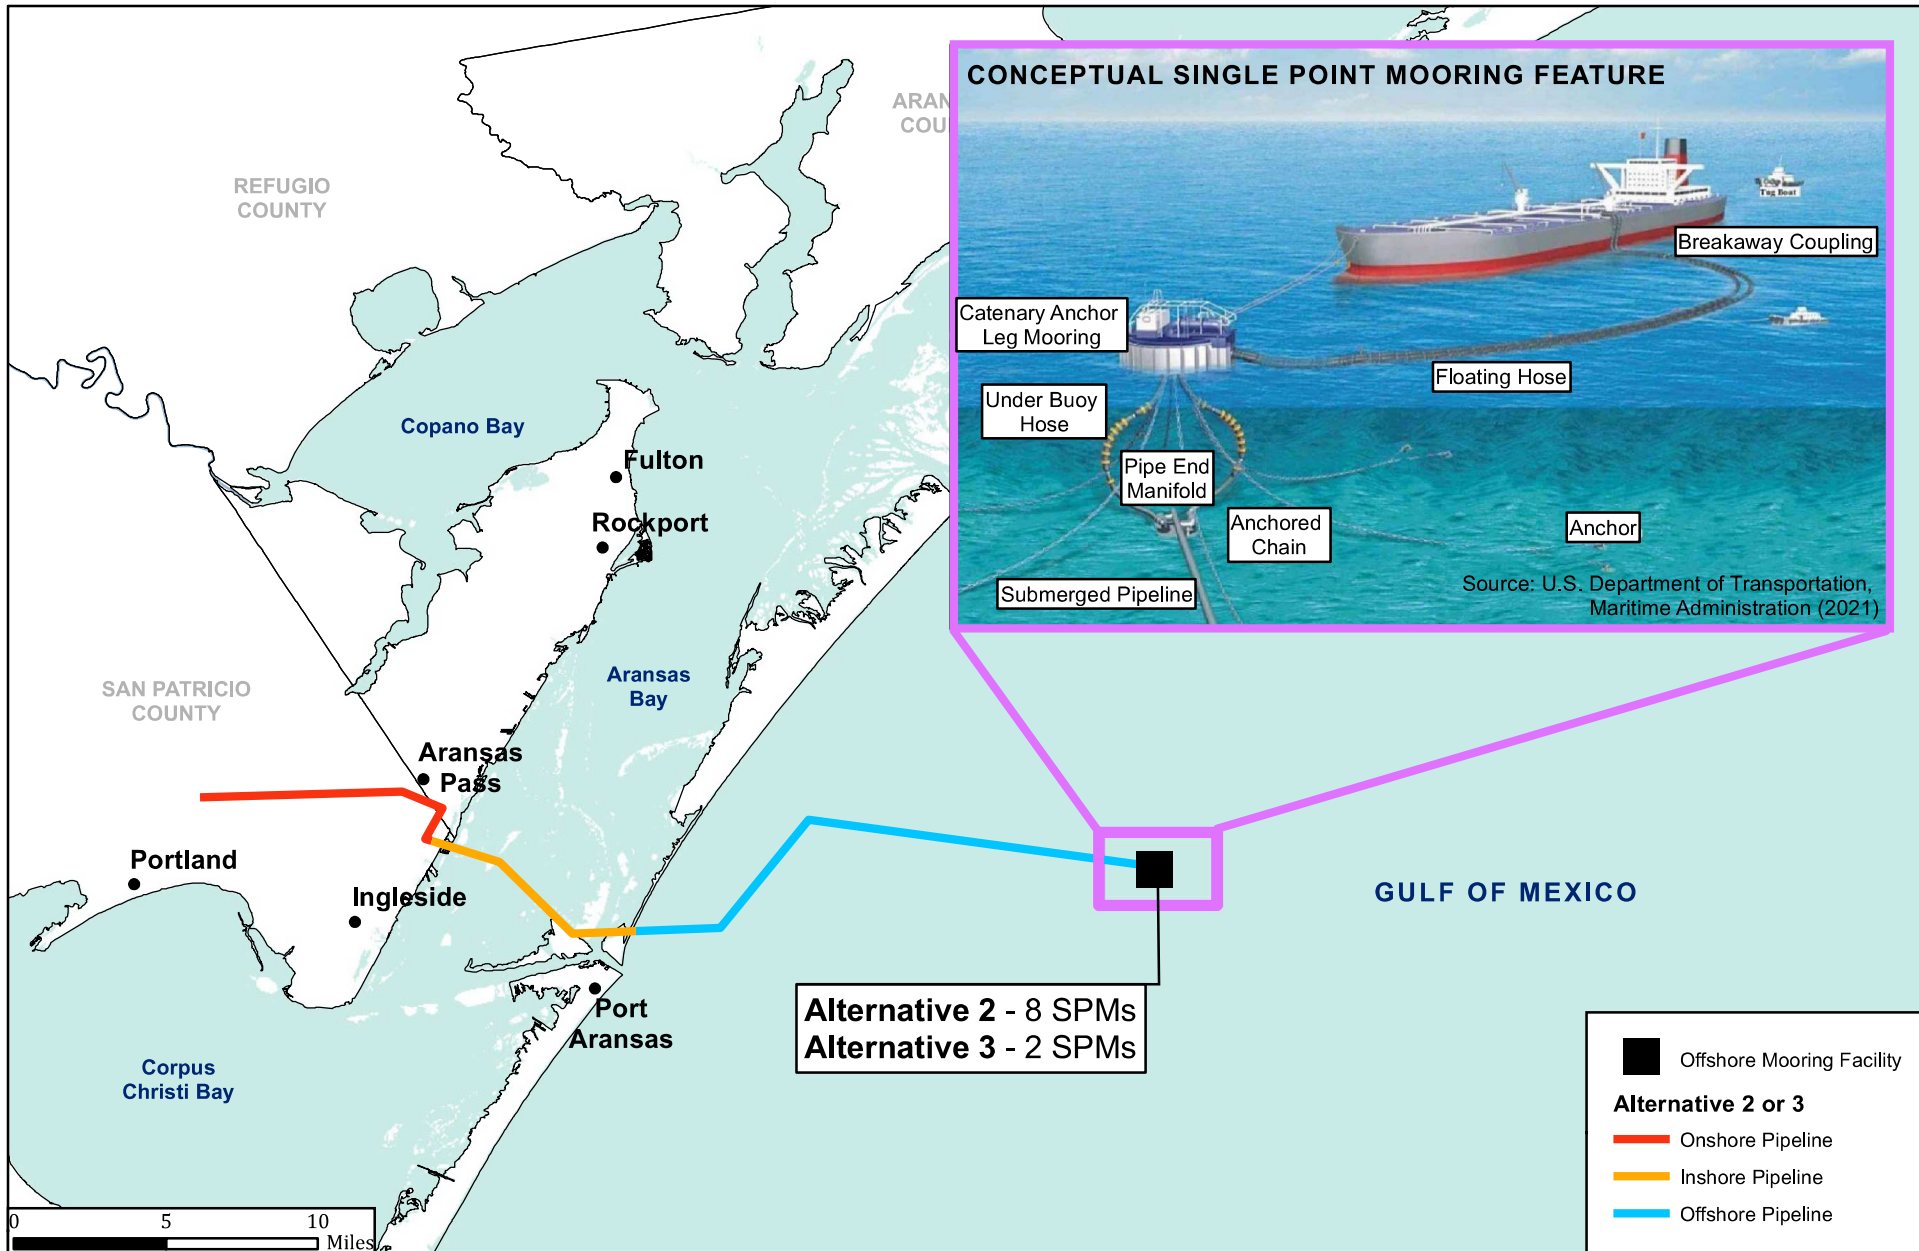 CONCEPTUAL SINGLE POINT MOORING FEATURE
Tug Boat
Breakaway Coupling
Catenary Anchor
Leg Mooring
Floating Hose
Under Buoy
Hose
Pipe End
Manifold
Anchored
Chain
Anchor
Submerged Pipeline
Source: U.S. Department of Transportation,
Maritime Administration (2021)
ARAN
COU
REFUGIO
COUNTY
Copano Bay
Fulton
Rockport
Aransas
Bay
SAN PATRICIO
COUNTY
Aransas
Pass
Portland
Ingleside
GULF OF MEXICO
Port
Aransas
Alternative 2 - 8 SPMs
Alternative 3 - 2 SPMs
Corpus
Christi Bay
Offshore Mooring Facility
Alternative 2 or 3
Onshore Pipeline
Inshore Pipeline
Offshore Pipeline
0 5 10
Miles